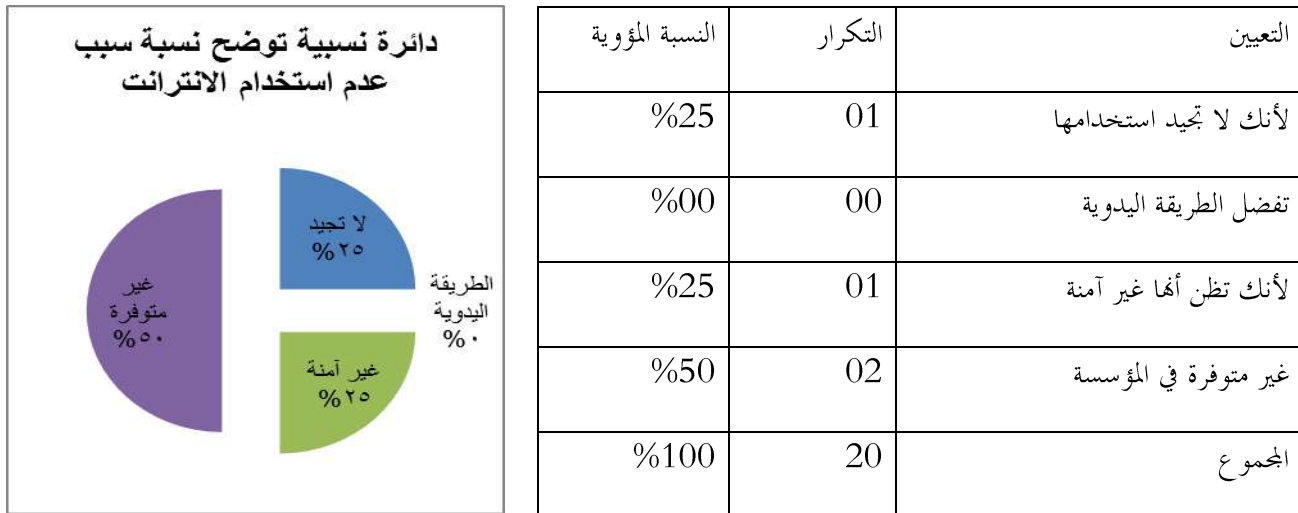 دائرة نسبية توضح نسبة سبب
عدم استخدام الانترانت
لا تجيد
٢٥%
الطريقة
اليدوية
٠%
غير آمنة
٢٥%
غير
متوفرة
٥٠%
التعيين التكرار النسبة المؤوية
لأنك لا تجيد استخدامها 01 %25
تفضل الطريقة اليدوية 00 %00
لأنك تظن أنها غير آمنة 01 %25
غير متوفرة في المؤسسة 02 %50
المجموع 20 %100